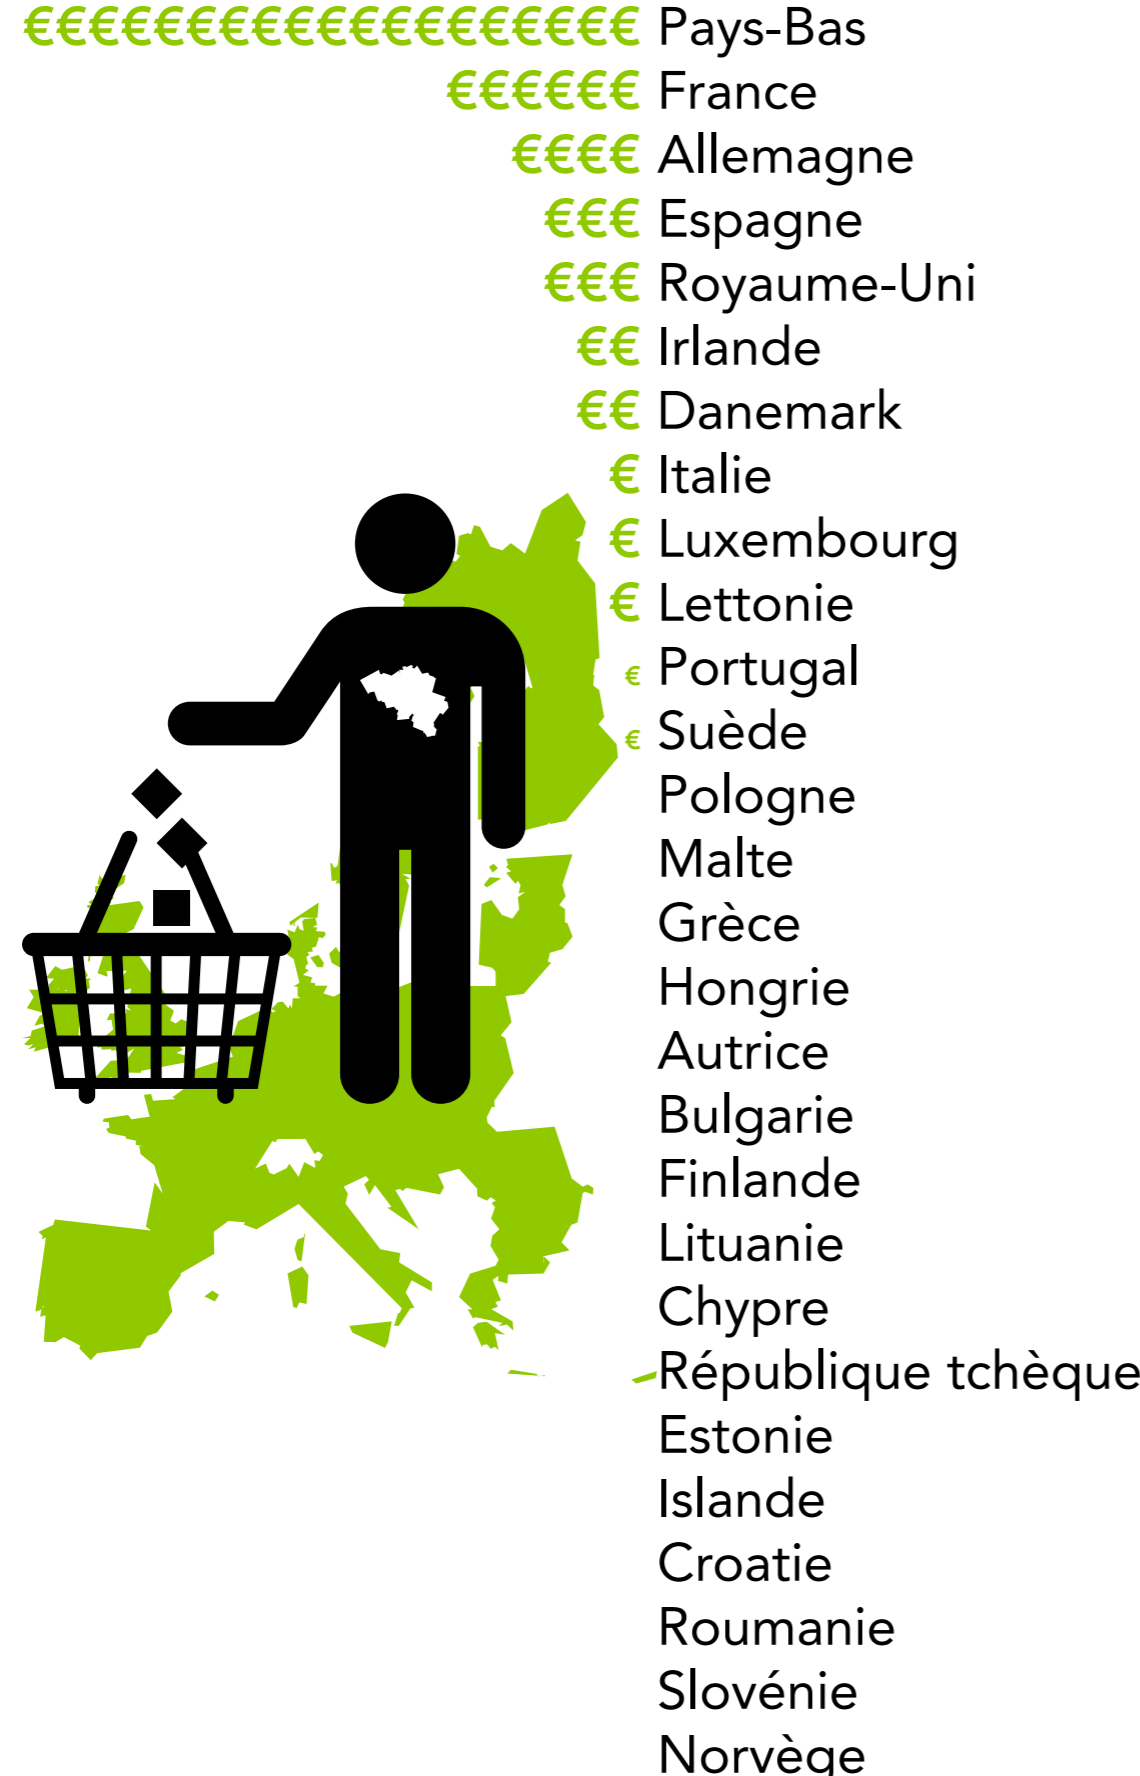 €€€€€€€€€€€€€€€€€€€ Pays-Bas
€€€€€€ France
€€€€ Allemagne
€€€ Espagne
€€€ Royaume-Uni
€€ Irlande
€€ Danemark
€ Italie
€ Luxembourg
€ Lettonie
€ Portugal
€ Suède
Pologne
Malte
Grèce
Hongrie
Autrice
Bulgarie
Finlande
Lituanie
Chypre
République tchèque
Estonie
Islande
Croatie
Roumanie
Slovénie
Norvège